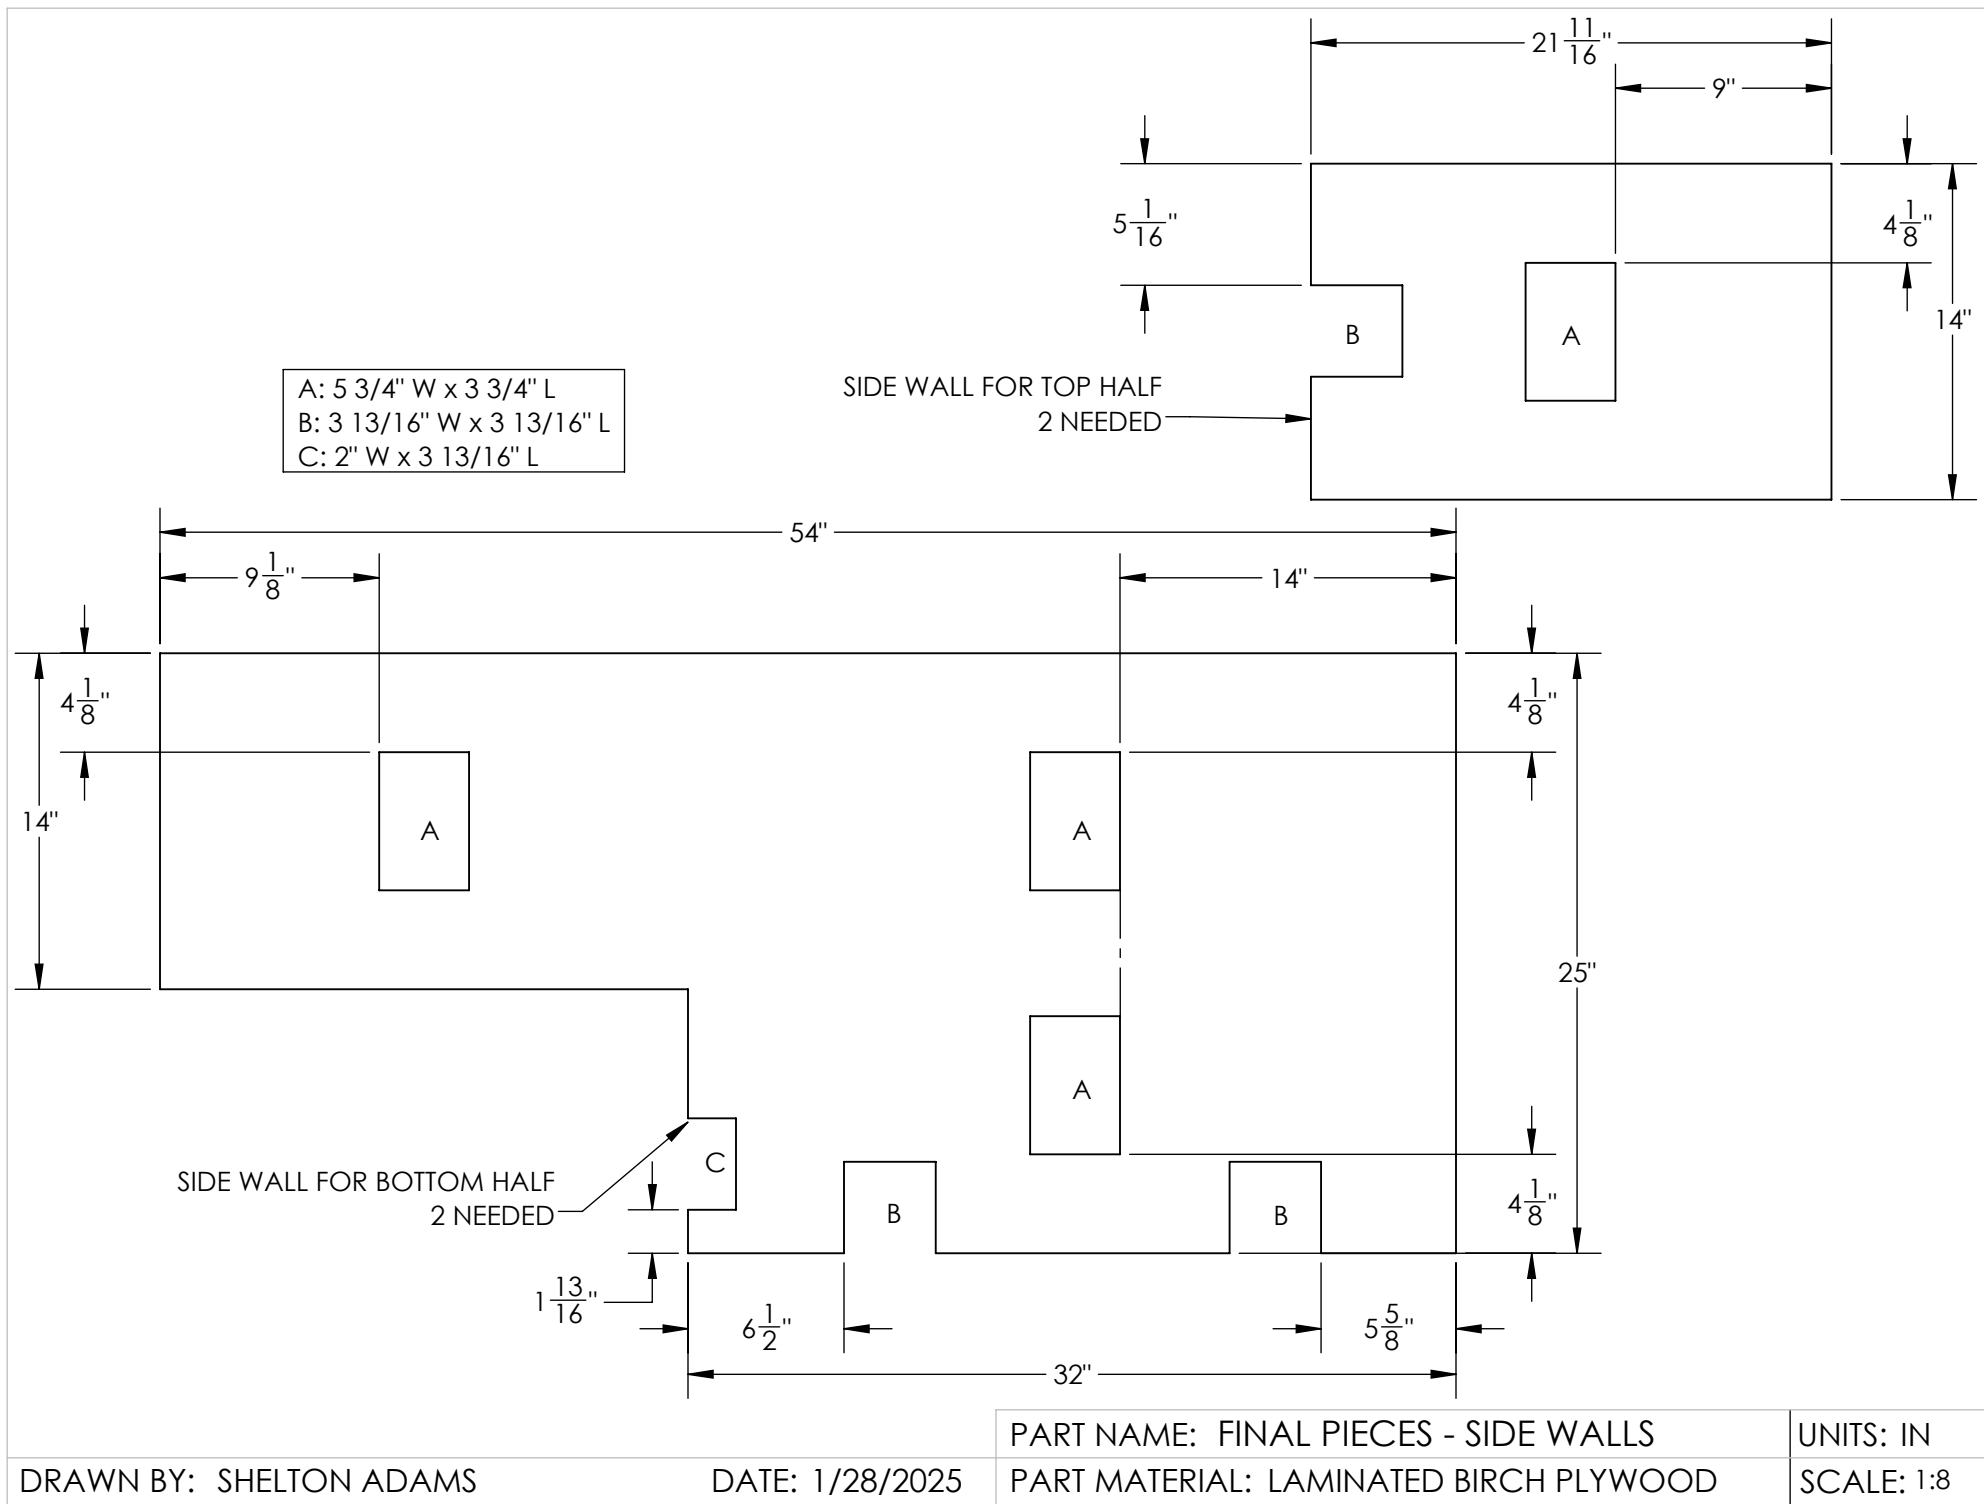 21 11/16"
9"
5 1/16"
4 1/8"
14"
B
A
SIDE WALL FOR TOP HALF
2 NEEDED
A: 5 3/4" W x 3 3/4" L
B: 3 13/16" W x 3 13/16" L
C: 2" W x 3 13/16" L
54"
9 1/8"
14"
4 1/8"
4 1/8"
14"
A
A
25"
A
SIDE WALL FOR BOTTOM HALF
2 NEEDED
C
B
B
4 1/8"
1 13/16"
6 1/2"
5 5/8"
32"
PART NAME: FINAL PIECES - SIDE WALLS
UNITS: IN
DRAWN BY: SHELTON ADAMS
DATE: 1/28/2025
PART MATERIAL: LAMINATED BIRCH PLYWOOD
SCALE: 1:8